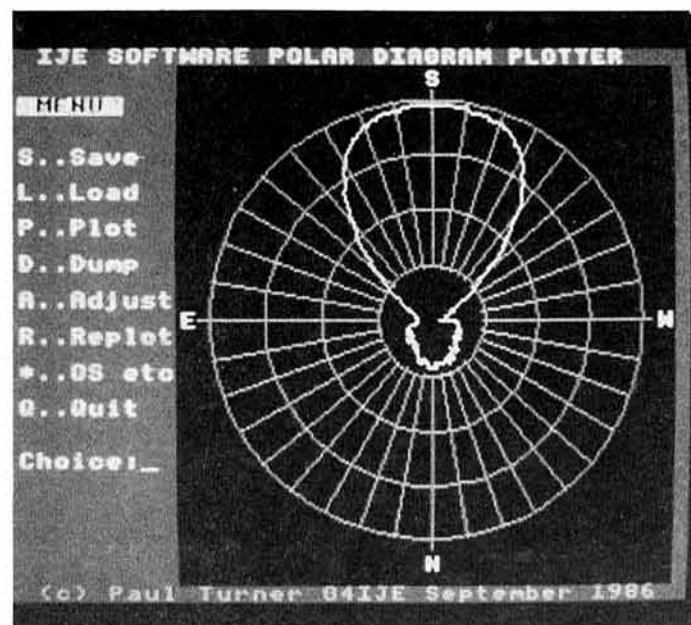 IJE SOFTWARE POLAR DIAGRAM PLOTTER
S
MENU
S..Save
L..Load
P..Plot
D..Dump
A..Adjust
E
W
R..Replot
*..OS etc
Q..Quit
Choice:_
N
(c) Paul Turner G4IJE September 1986